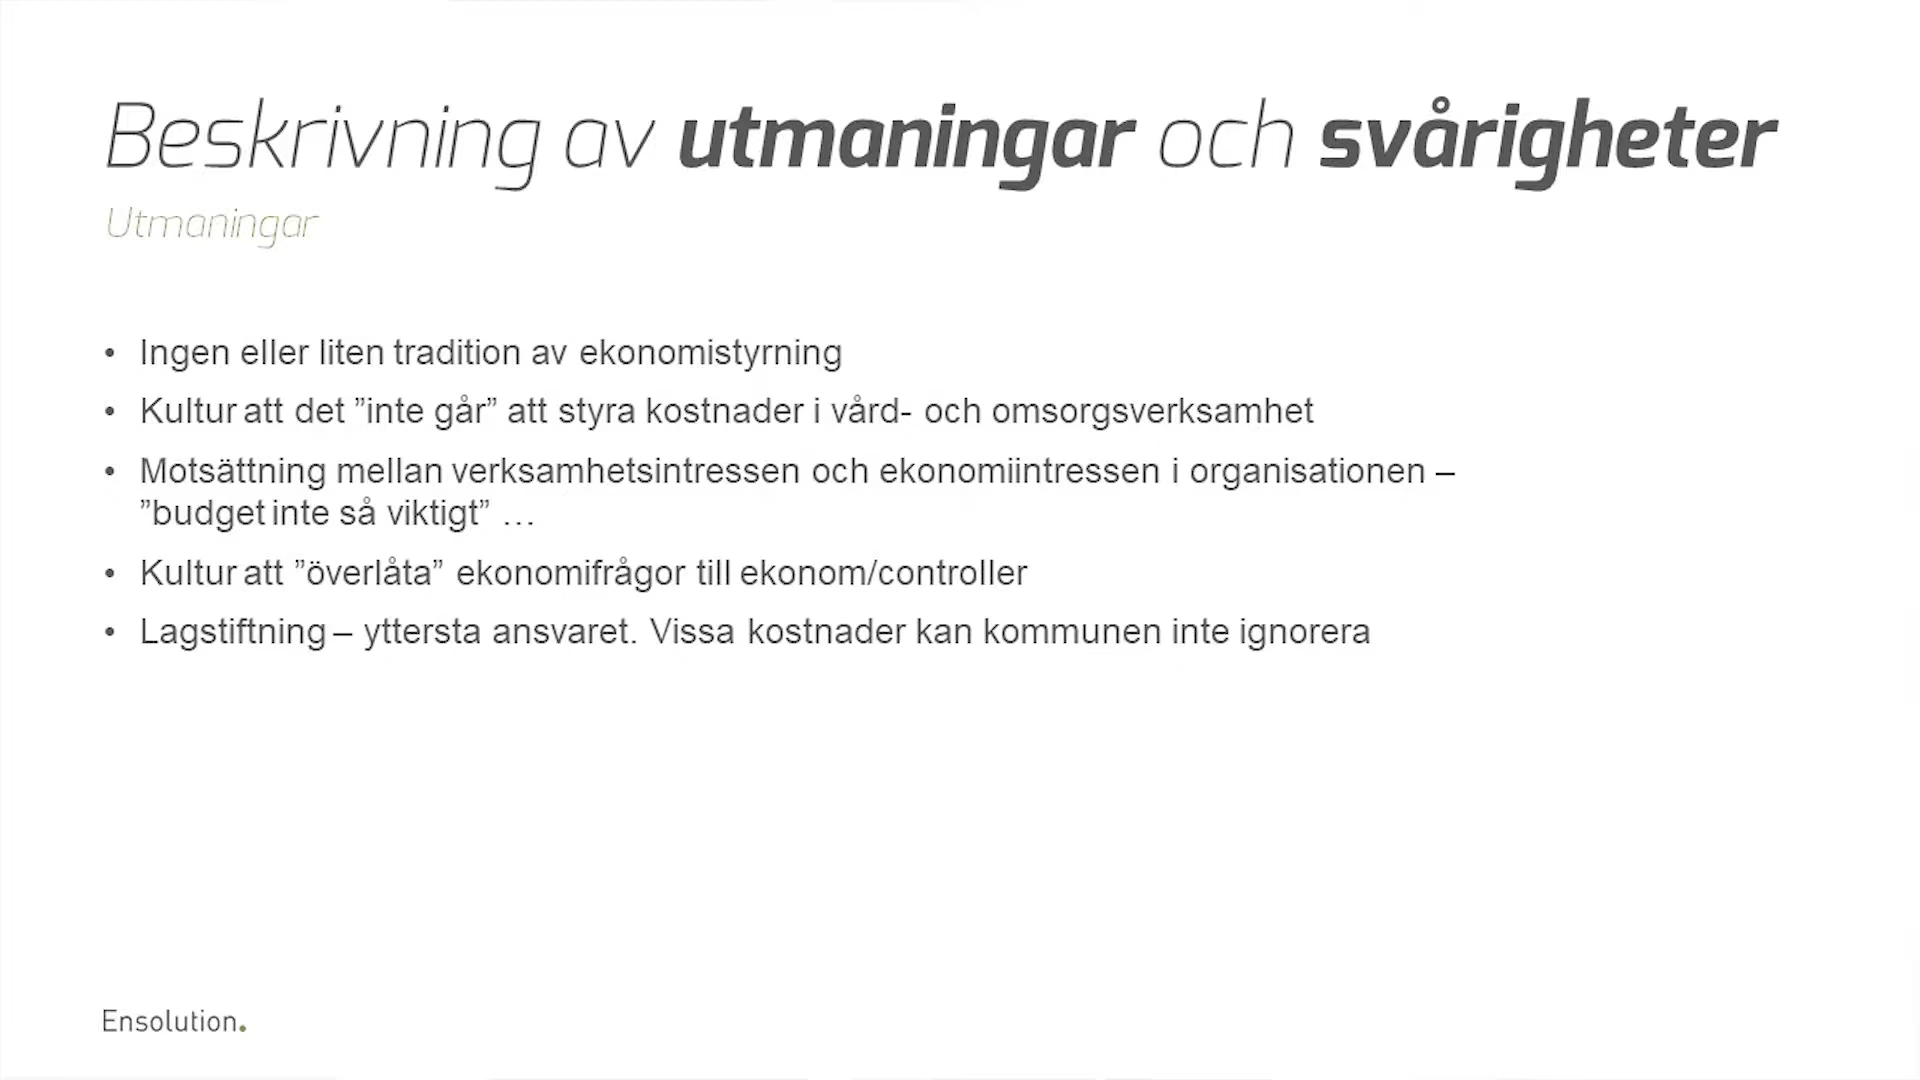 Beskrivning av utmaningar och svårigheter
Utmaningar
• Ingen eller liten tradition av ekonomistyrning
• Kultur att det ”inte går” att styra kostnader i vård- och omsorgsverksamhet
• Motsättning mellan verksamhetsintressen och ekonomiintressen i organisationen –
”budget inte så viktigt” …
• Kultur att ”överlåta” ekonomifrågor till ekonom/controller
• Lagstiftning – yttersta ansvaret. Vissa kostnader kan kommunen inte ignorera
Ensolution.